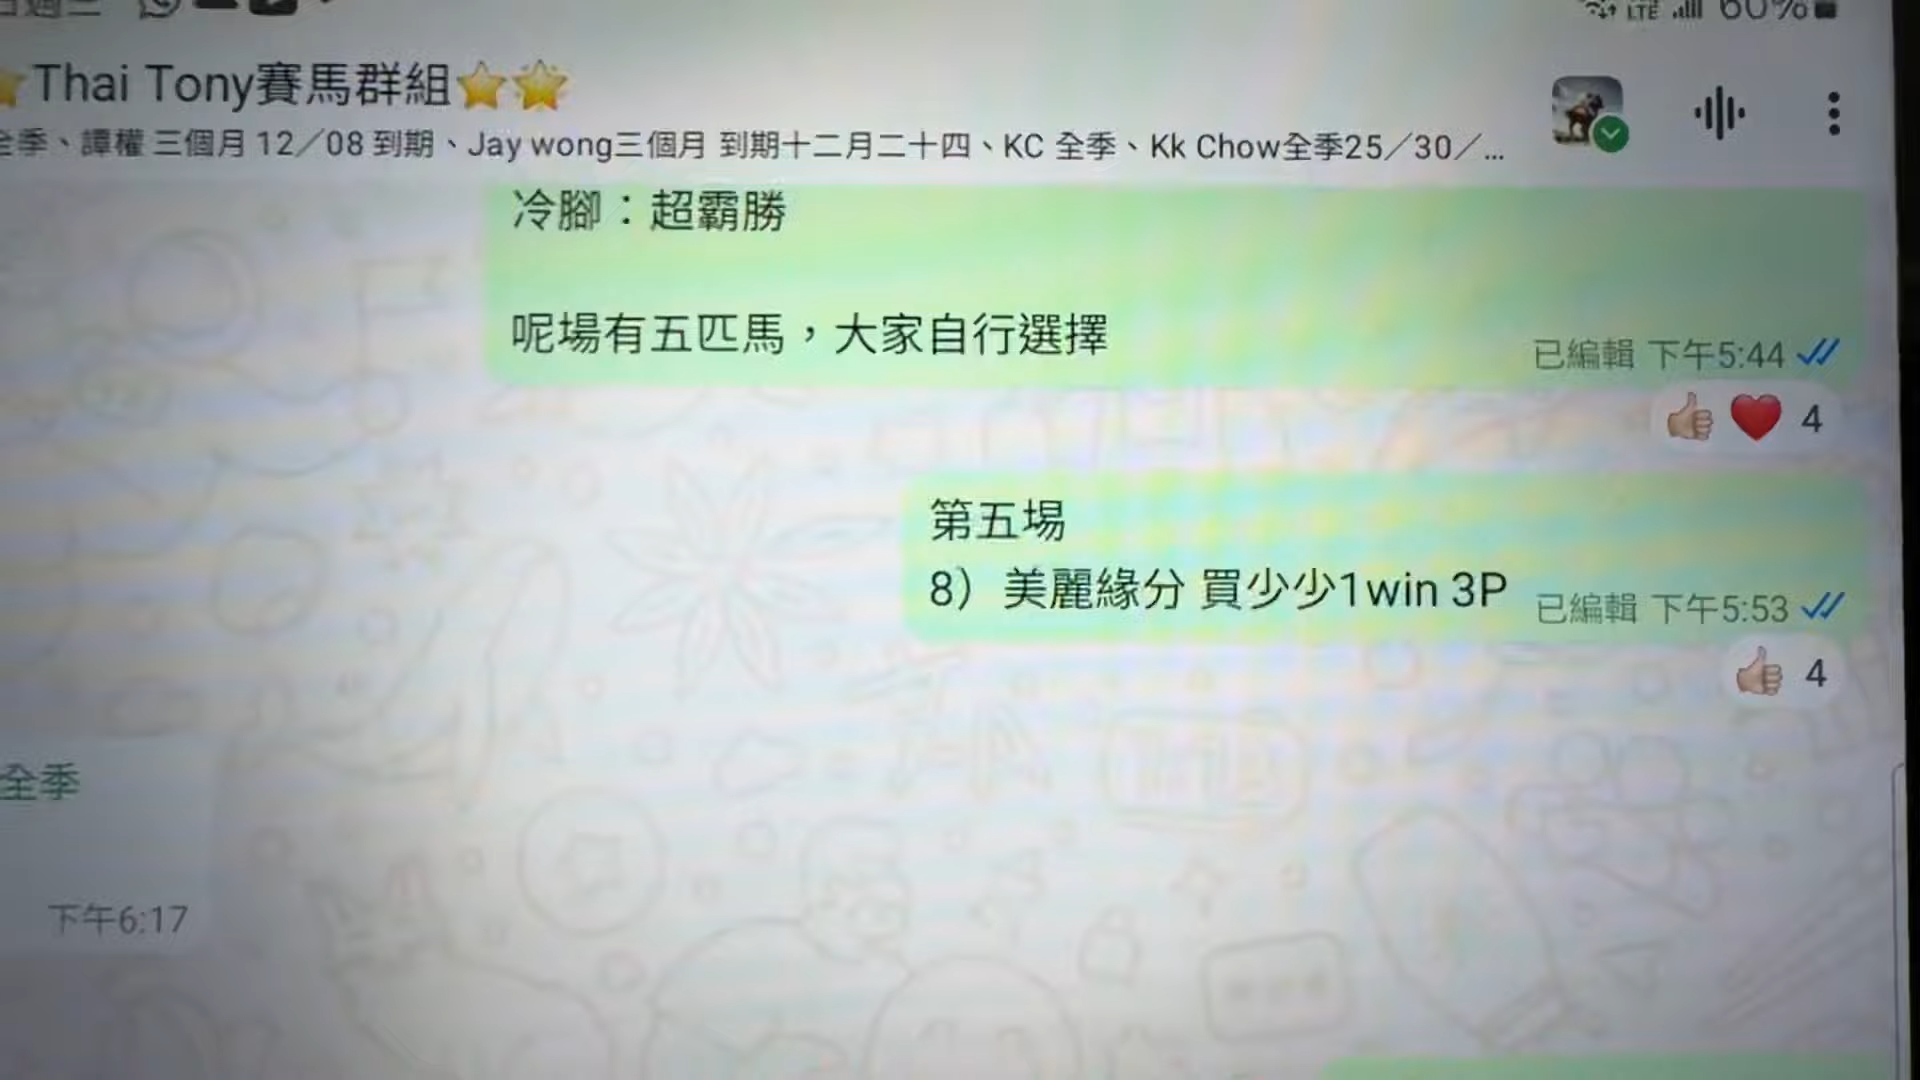 60%
LTE
Thai Tony賽馬群組
全季、譚權 三個月 12／08 到期、Jay wong三個月 到期十二月二十四、KC 全季、Kk Chow全季25／30／...
冷腳：超霸勝
呢場有五匹馬，大家自行選擇
已編輯 下午5:44
4
第五場
8）美麗緣分 買少少1win 3P
已編輯 下午5:53
4
全季
下午6:17